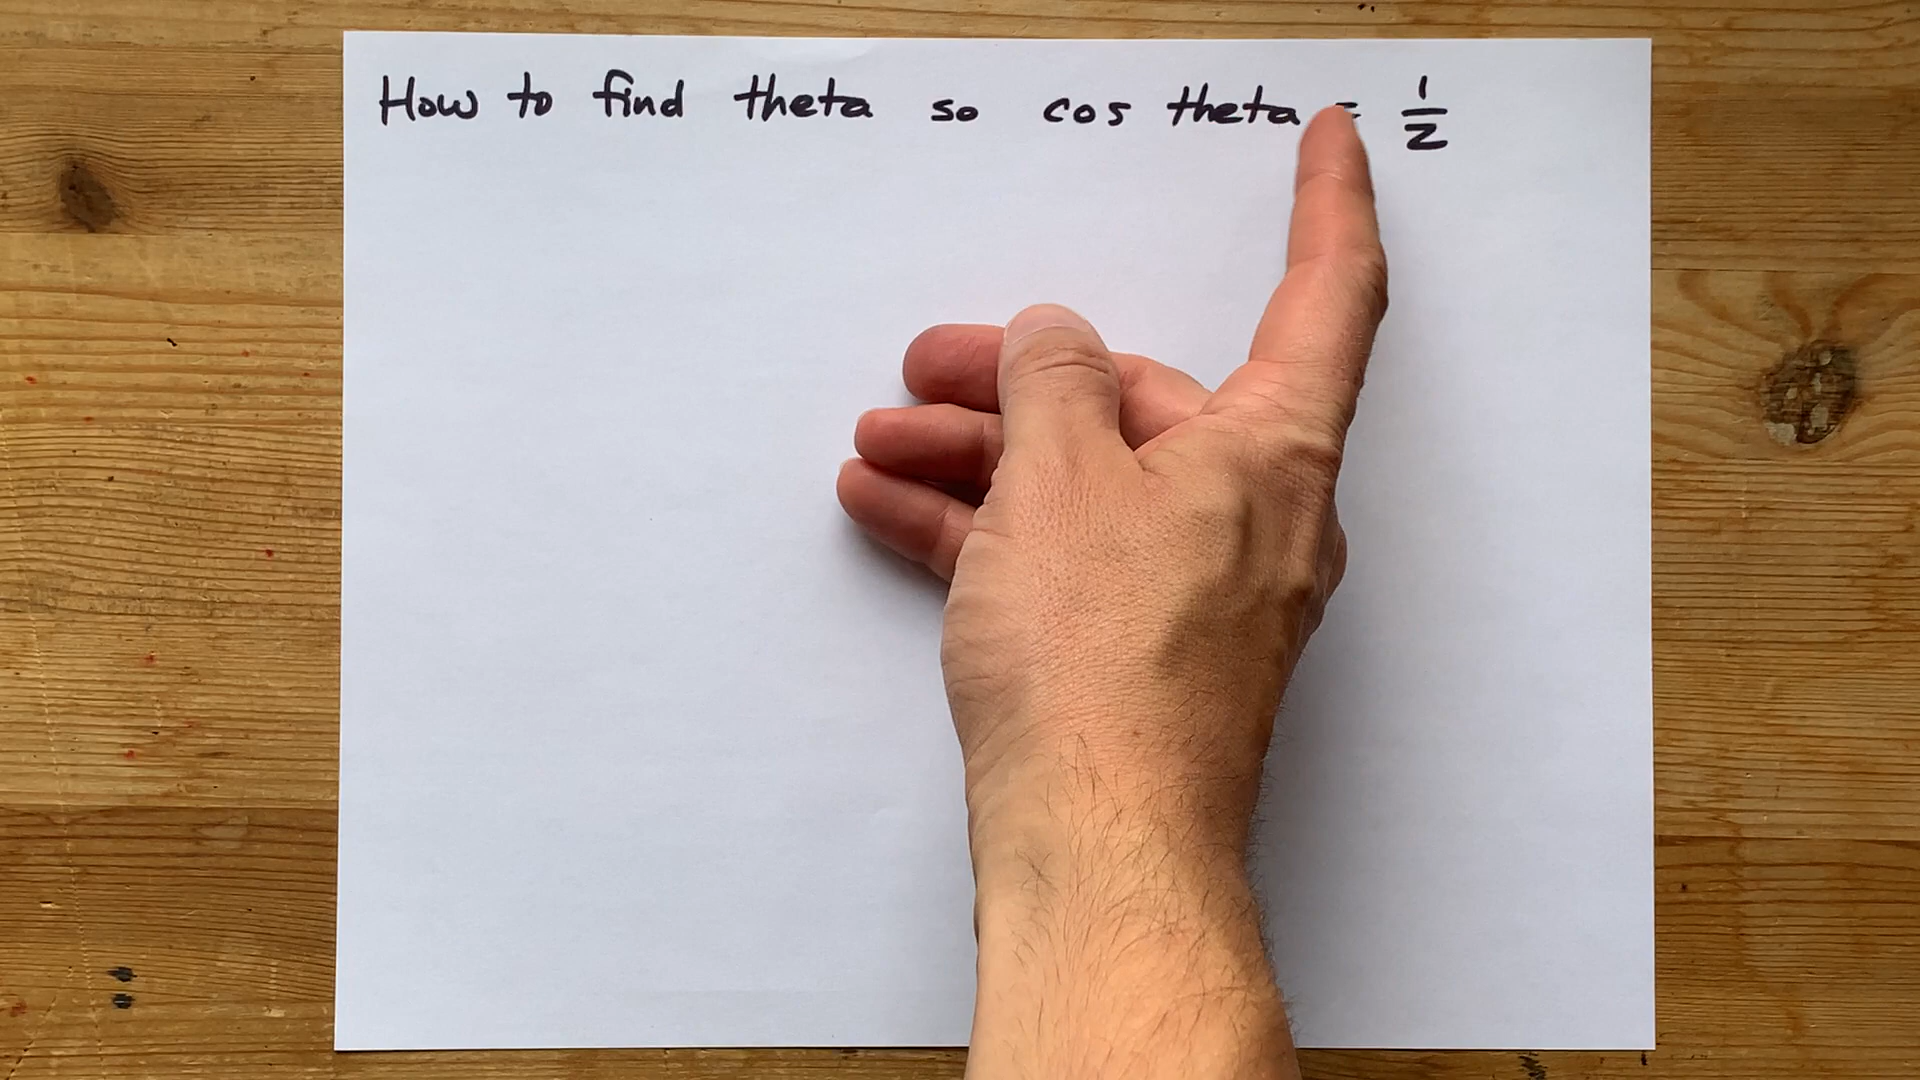 How to find theta so cos theta = 1/2